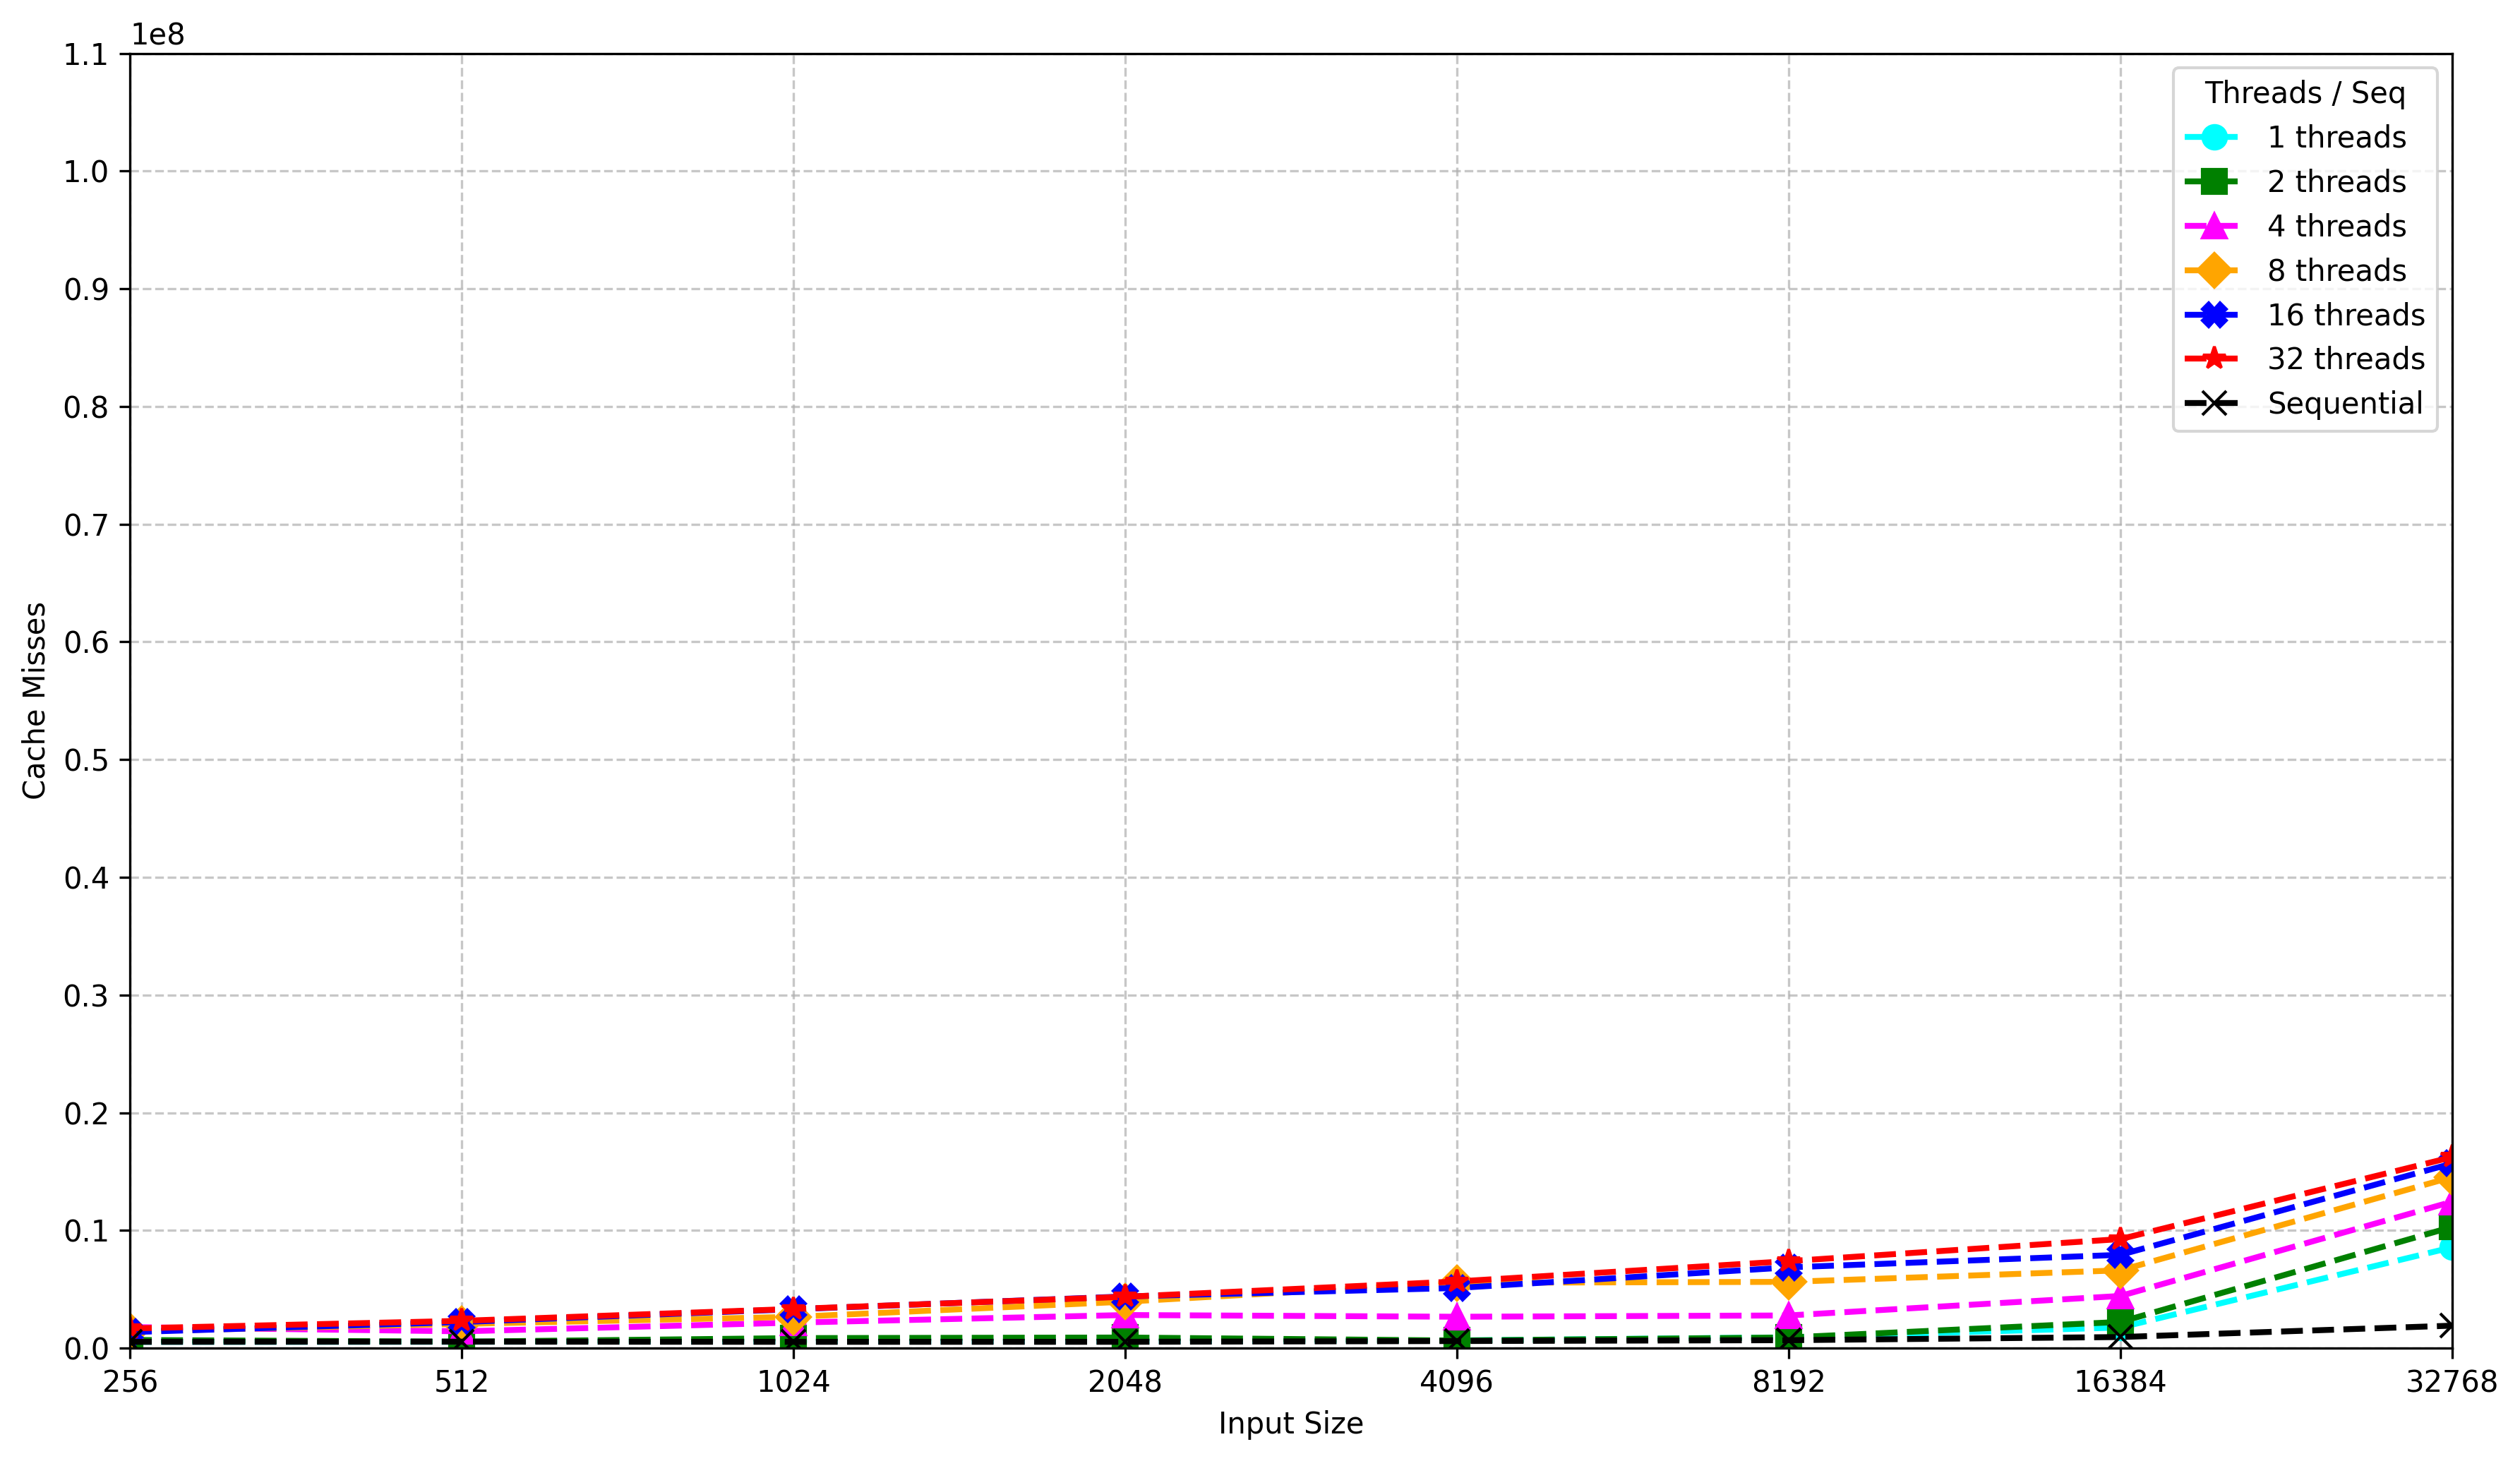 1e8
1.1
1.0
0.9
0.8
0.7
0.6
0.5
0.4
0.3
0.2
0.1
0.0
Cache Misses
256 512 1024 2048 4096 8192 16384 32768
Input Size
Threads / Seq
1 threads
2 threads
4 threads
8 threads
16 threads
32 threads
Sequential